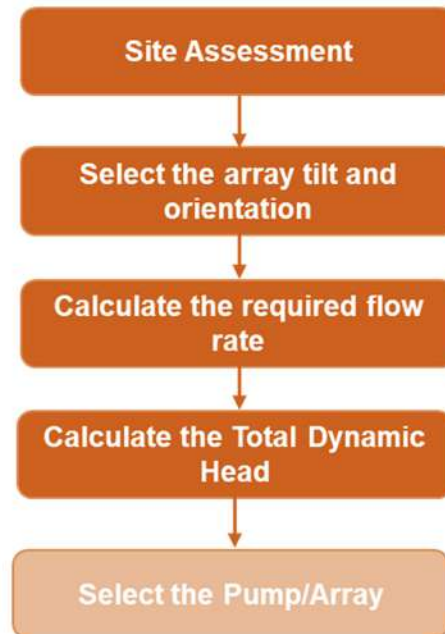 Site Assessment
Select the array tilt and
orientation
Calculate the required flow
rate
Calculate the Total Dynamic
Head
Select the Pump/Array